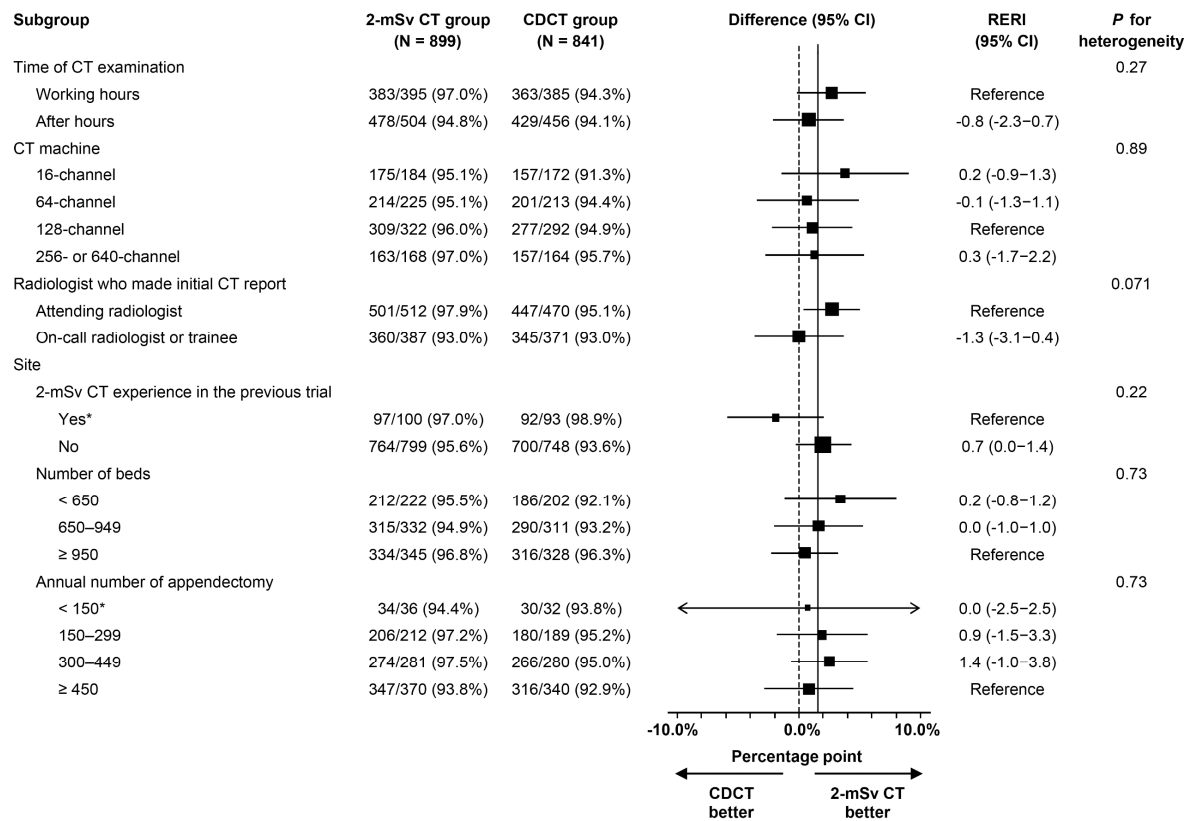 Subgroup 2-mSv CT group CDCT group Difference (95% CI) RERI P for
(N = 899) (N = 841) (95% CI) heterogeneity
Time of CT examination 0.27
Working hours 383/395 (97.0%) 363/385 (94.3%) Reference
After hours 478/504 (94.8%) 429/456 (94.1%) -0.8 (-2.3–0.7)
CT machine 0.89
16-channel 175/184 (95.1%) 157/172 (91.3%) 0.2 (-0.9–1.3)
64-channel 214/225 (95.1%) 201/213 (94.4%) -0.1 (-1.3–1.1)
128-channel 309/322 (96.0%) 277/292 (94.9%) Reference
256- or 640-channel 163/168 (97.0%) 157/164 (95.7%) 0.3 (-1.7–2.2)
Radiologist who made initial CT report 0.071
Attending radiologist 501/512 (97.9%) 447/470 (95.1%) Reference
On-call radiologist or trainee 360/387 (93.0%) 345/371 (93.0%) -1.3 (-3.1–0.4)
Site
2-mSv CT experience in the previous trial 0.22
Yes* 97/100 (97.0%) 92/93 (98.9%) Reference
No 764/799 (95.6%) 700/748 (93.6%) 0.7 (0.0–1.4)
Number of beds 0.73
< 650 212/222 (95.5%) 186/202 (92.1%) 0.2 (-0.8–1.2)
650–949 315/332 (94.9%) 290/311 (93.2%) 0.0 (-1.0–1.0)
≥ 950 334/345 (96.8%) 316/328 (96.3%) Reference
Annual number of appendectomy 0.73
< 150* 34/36 (94.4%) 30/32 (93.8%) 0.0 (-2.5–2.5)
150–299 206/212 (97.2%) 180/189 (95.2%) 0.9 (-1.5–3.3)
300–449 274/281 (97.5%) 266/280 (95.0%) 1.4 (-1.0–3.8)
≥ 450 347/370 (93.8%) 316/340 (92.9%) Reference
-10.0% 0.0% 10.0%
Percentage point
CDCT 2-mSv CT
better better